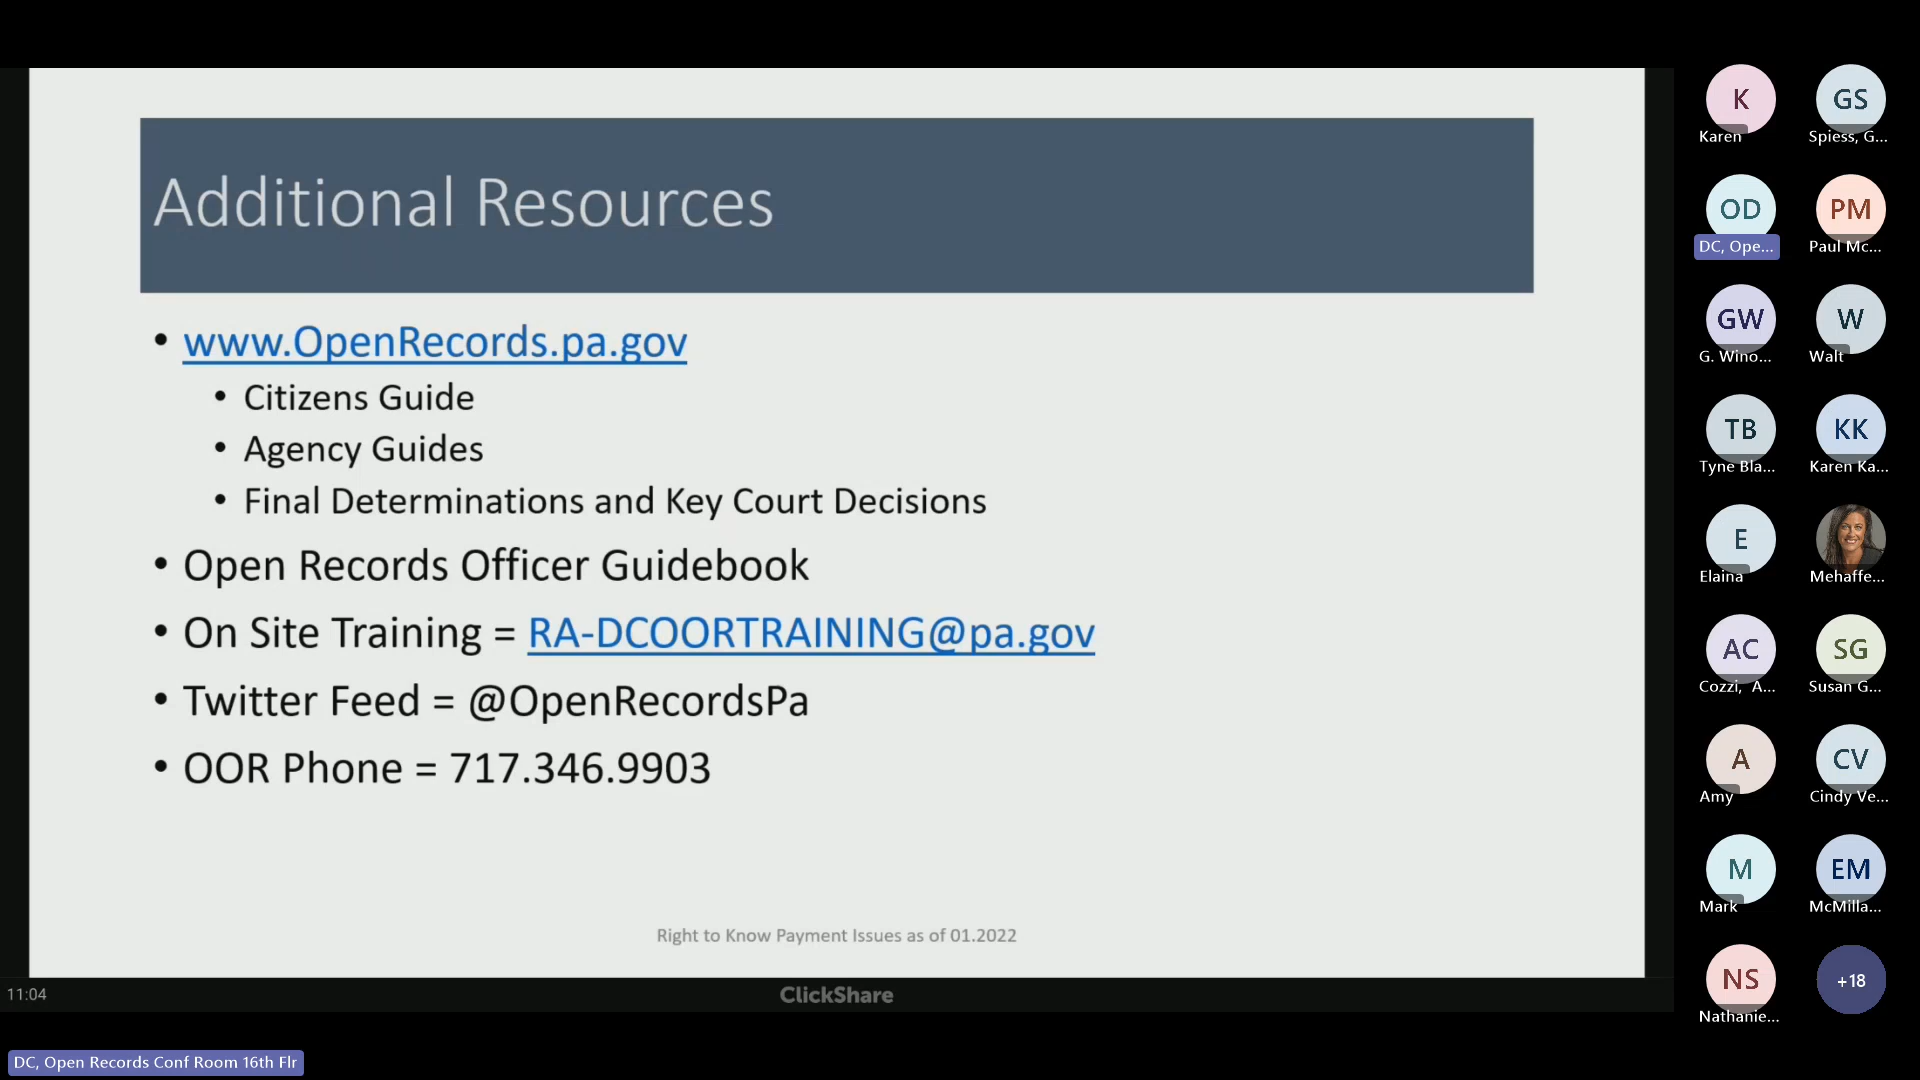 Additional Resources
• www.OpenRecords.pa.gov
• Citizens Guide
• Agency Guides
• Final Determinations and Key Court Decisions
• Open Records Officer Guidebook
• On Site Training = RA-DCOORTRAINING@pa.gov
• Twitter Feed = @OpenRecordsPa
• OOR Phone = 717.346.9903
Right to Know Payment Issues as of 01.2022
11:04
ClickShare
DC, Open Records Conf Room 16th Flr
K
Karen
GS
Spiess, G...
OD
DC, Ope...
PM
Paul Mc...
GW
G. Wino...
W
Walt
TB
Tyne Bla...
KK
Karen Ka...
E
Elaina
Mehaffe...
AC
Cozzi, A...
SG
Susan G...
A
Amy
CV
Cindy Ve...
M
Mark
EM
McMilla...
NS
Nathanie...
+18